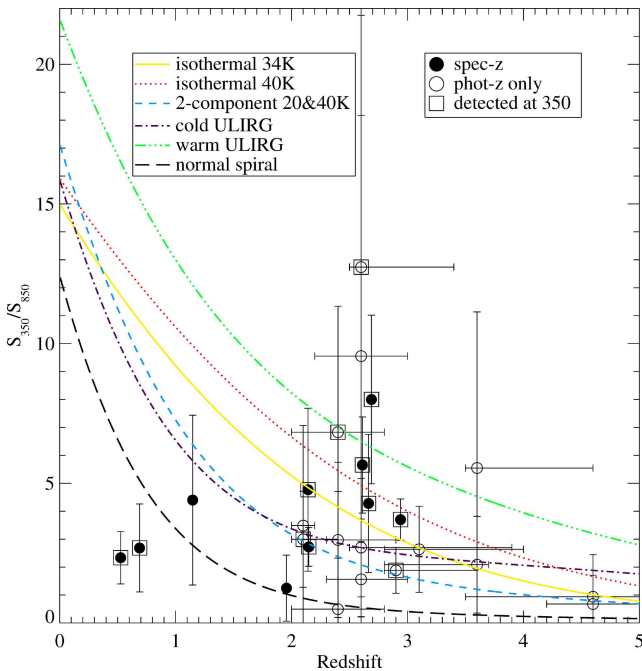 20
15
10
5
0
S350/S850
isothermal 34K
isothermal 40K
2-component 20&40K
cold ULIRG
warm ULIRG
normal spiral
spec-z
phot-z only
detected at 350
0 1 2 3 4 5
Redshift